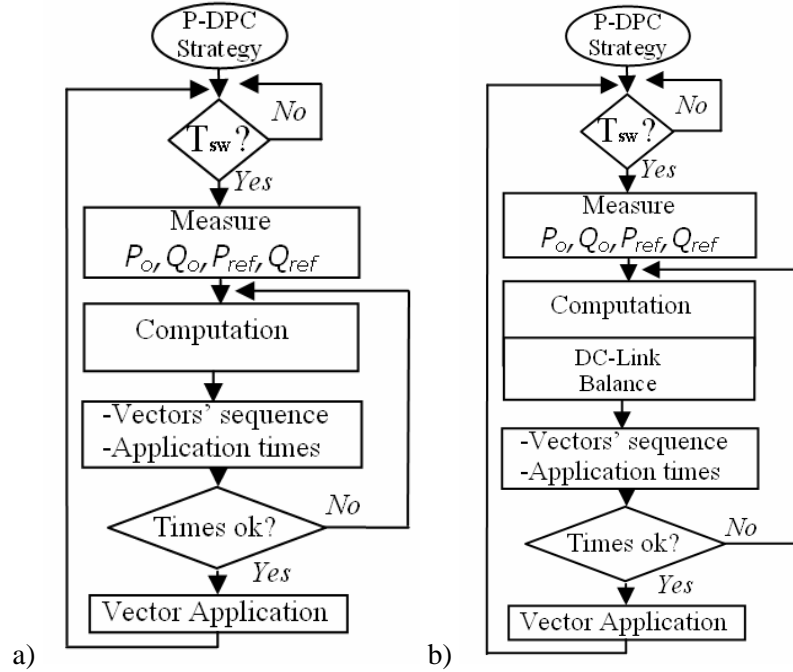 P-DPC
Strategy
No
Tsw?
Yes
Measure
Po, Qo, Pref, Qref
Computation
-Vectors’ sequence
-Application times
No
Times ok?
Yes
Vector Application
a)
P-DPC
Strategy
No
Tsw?
Yes
Measure
Po, Qo, Pref, Qref
Computation
DC-Link
Balance
-Vectors’ sequence
-Application times
No
Times ok?
Yes
Vector Application
b)